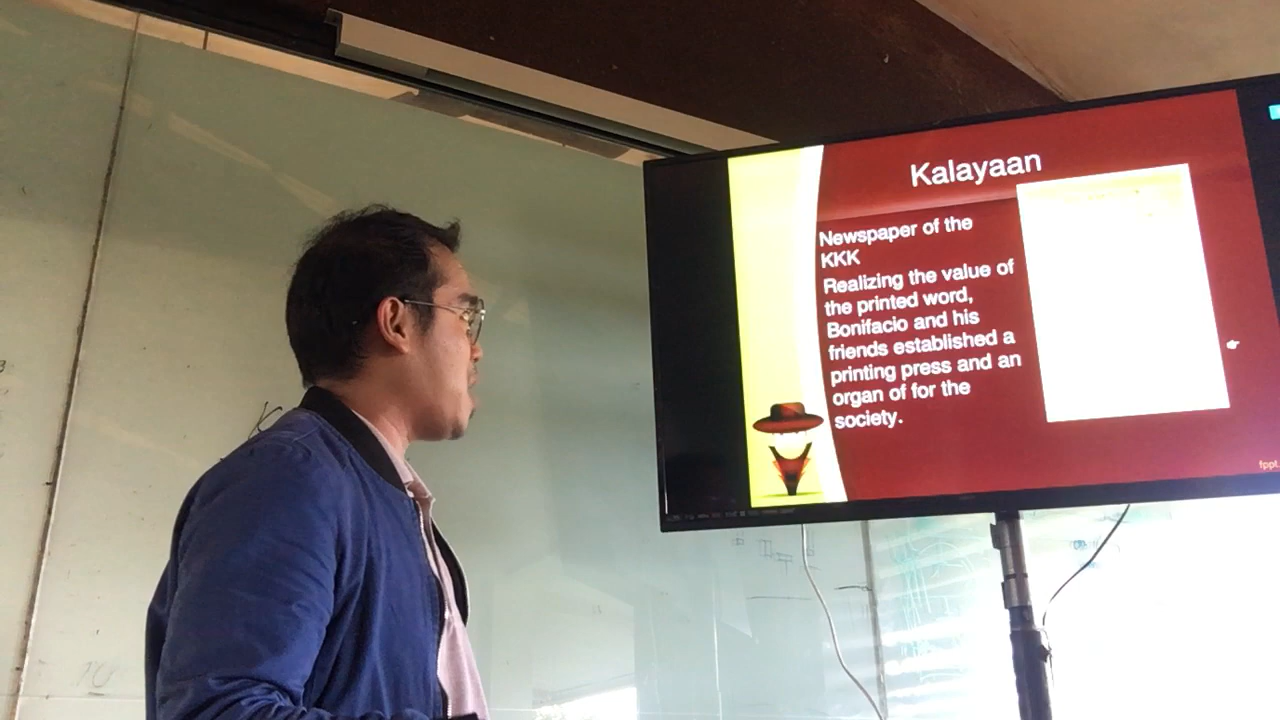 Kalayaan
Newspaper of the
KKK
Realizing the value of
the printed word,
Bonifacio and his
friends established a
printing press and an
organ of for the
society.
fppt.